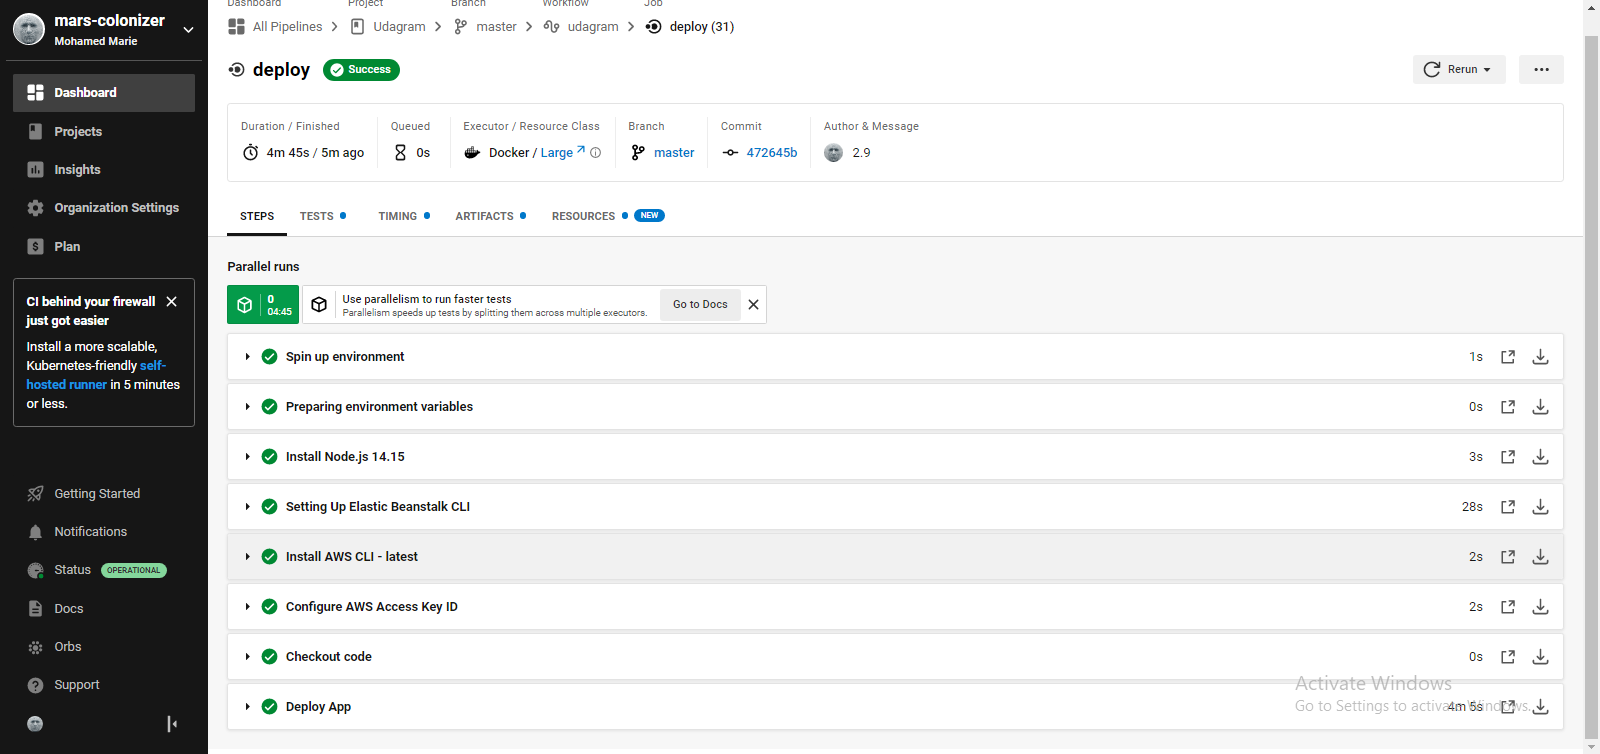 mars-colonizer
Mohamed Marie
Dashboard
Projects
Insights
Organization Settings
Plan
CI behind your firewall
just got easier
Install a more scalable,
Kubernetes-friendly self-
hosted runner in 5 minutes
or less.
Getting Started
Notifications
Status OPERATIONAL
Docs
Orbs
Support
Dashboard Project Branch Workflow Job
All Pipelines Udagram master udagram deploy (31)
deploy Success
Rerun
Duration / Finished Queued Executor / Resource Class Branch Commit Author & Message
4m 45s / 5m ago 0s Docker / Large master 472645b 2.9
STEPS TESTS TIMING ARTIFACTS RESOURCES NEW
Parallel runs
0
04:45
Use parallelism to run faster tests
Parallelism speeds up tests by splitting them across multiple executors.
Go to Docs
Spin up environment 1s
Preparing environment variables 0s
Install Node.js 14.15 3s
Setting Up Elastic Beanstalk CLI 28s
Install AWS CLI - latest 2s
Configure AWS Access Key ID 2s
Checkout code 0s
Deploy App 4m 6s
Activate Windows
Go to Settings to activate Windows.